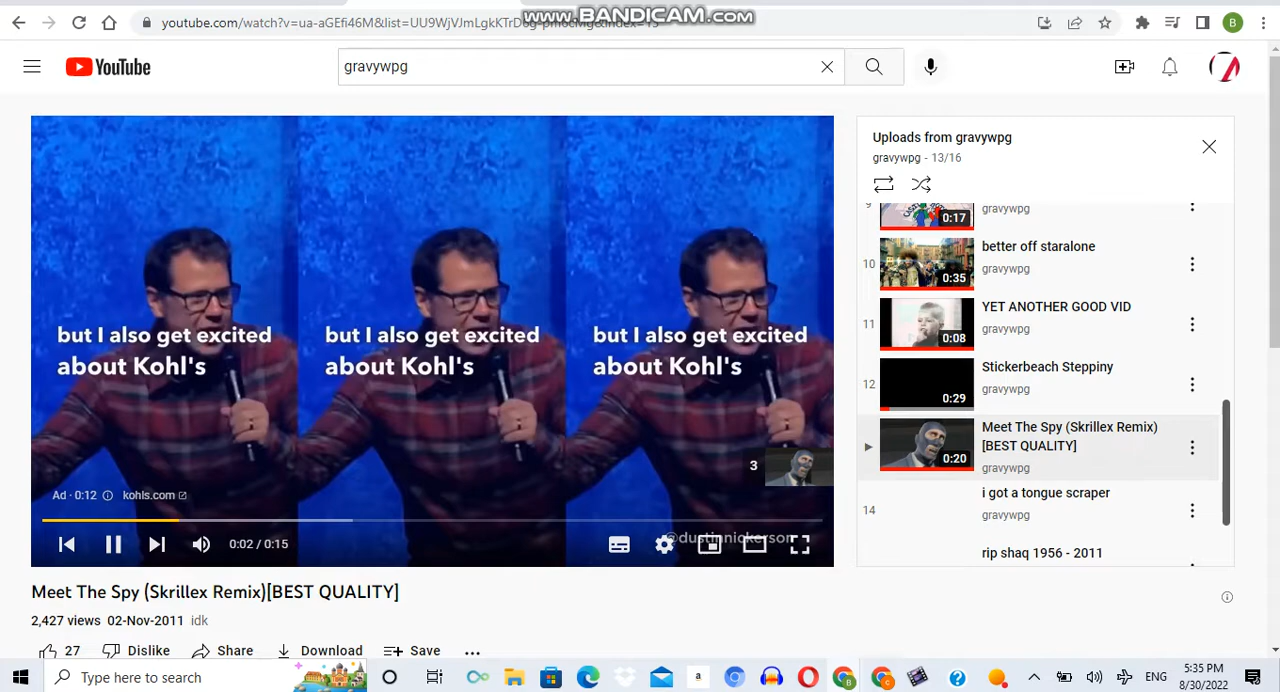 www.BANDICAM.com
youtube.com/watch?v=ua-aGEfi46M&list=UU9WjVJmLgkKTrD6g-pm6cMg&index=13
YouTube
gravywpg
but I also get excited
about Kohl's
but I also get excited
about Kohl's
but I also get excited
about Kohl's
3
Ad · 0:12
kohls.com
@dustinnickerson
0:02 / 0:15
Meet The Spy (Skrillex Remix)[BEST QUALITY]
2,427 views 02-Nov-2011 idk
27
Dislike
Share
Download
Save
Uploads from gravywpg
gravywpg - 13/16
9
0:17
gravywpg
10
0:35
better off staralone
gravywpg
11
0:08
YET ANOTHER GOOD VID
gravywpg
12
0:29
Stickerbeach Steppiny
gravywpg
0:20
Meet The Spy (Skrillex Remix)
[BEST QUALITY]
gravywpg
14
i got a tongue scraper
gravywpg
rip shaq 1956 - 2011
Type here to search
ENG
5:35 PM
8/30/2022